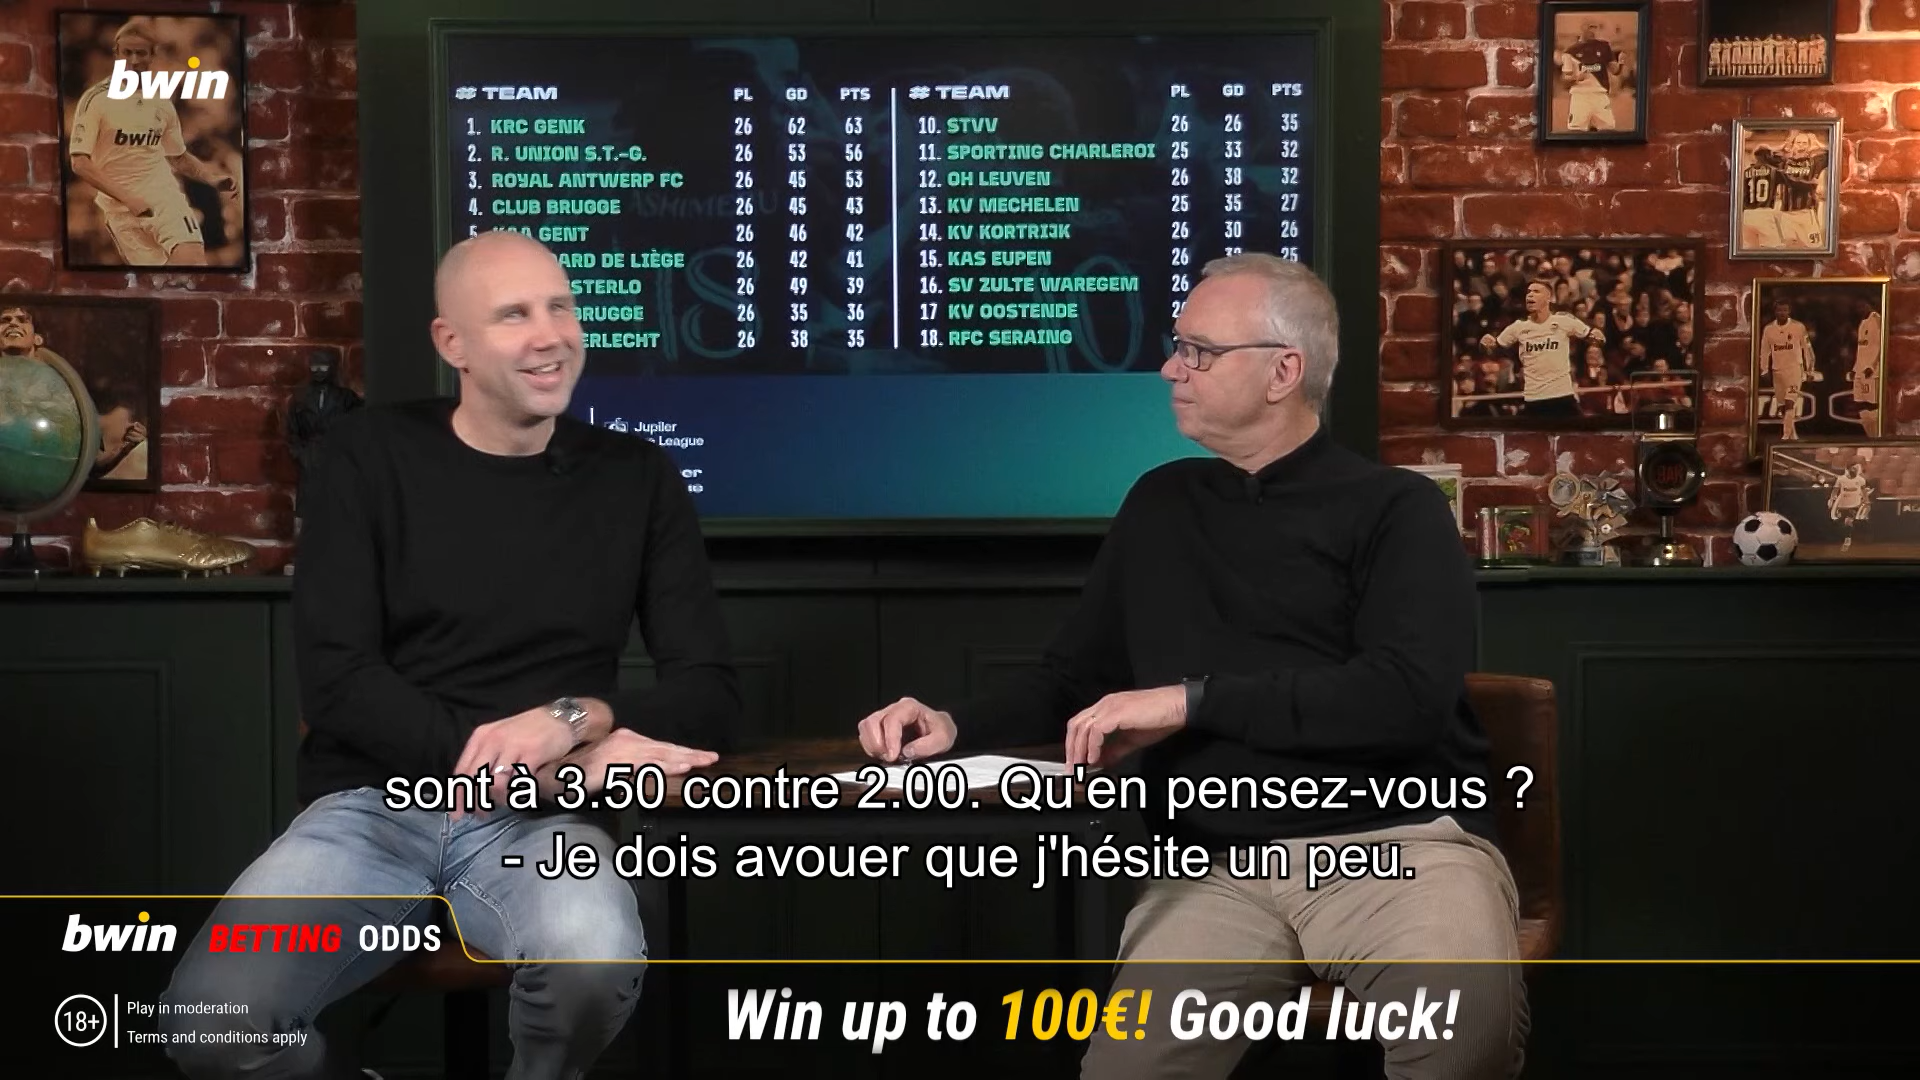 bwin
bwin
# TEAM PL GD PTS
1. KRC GENK 26 62 63
2. R. UNION S.T.-G. 26 53 56
3. ROYAL ANTWERP FC 26 45 53
4. CLUB BRUGGE 26 45 43
5. GENT 26 46 42
ARD DE LIÈGE 26 42 41
STERLO 26 49 39
BRUGGE 26 35 36
ERLECHT 26 38 35
# TEAM PL GD PTS
10. STVV 26 26 35
11. SPORTING CHARLEROI 25 33 32
12. OH LEUVEN 26 38 32
13. KV MECHELEN 25 35 27
14. KV KORTRIJK 26 30 26
15. KAS EUPEN 26 25
16. SV ZULTE WAREGEM 26
17 KV OOSTENDE
18. RFC SERAING
Jupiler
League
10
bwin
bwin
BAR
sont à 3.50 contre 2.00. Qu'en pensez-vous ?
- Je dois avouer que j'hésite un peu.
bwin BETTING ODDS
18+
Play in moderation
Terms and conditions apply
Win up to 100€! Good luck!